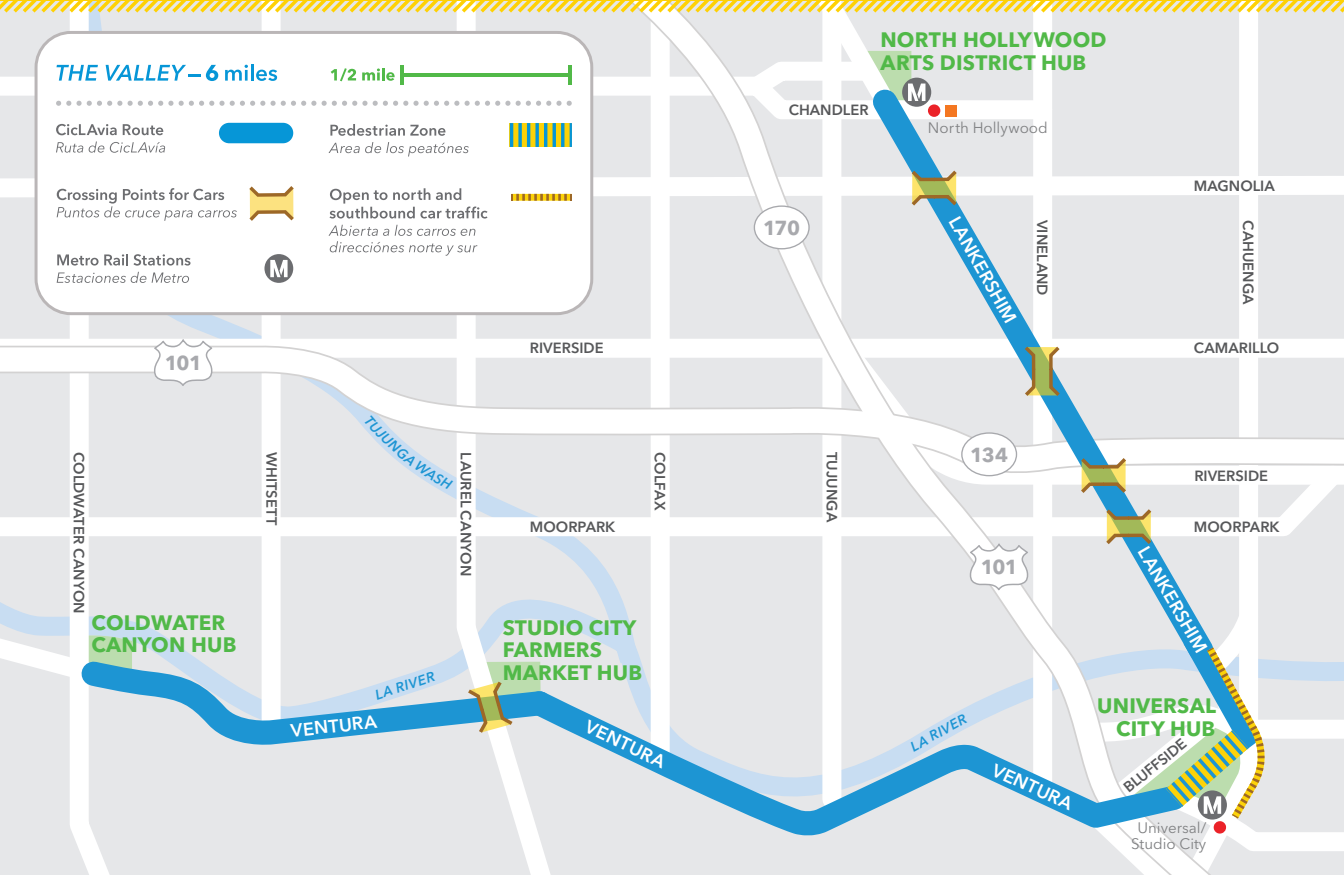 THE VALLEY – 6 miles
1/2 mile
CicLAvia Route
Ruta de CicLAvía
Pedestrian Zone
Area de los peatónes
Crossing Points for Cars
Puntos de cruce para carros
Open to north and
southbound car traffic
Abierta a los carros en
direcciónes norte y sur
Metro Rail Stations
Estaciones de Metro
M
NORTH HOLLYWOOD
ARTS DISTRICT HUB
M
CHANDLER
North Hollywood
MAGNOLIA
170
LANKERSHIM
VINELAND
CAHUENGA
101
RIVERSIDE
CAMARILLO
TUJUNGA WASH
COLDWATER CANYON
WHITSETT
LAUREL CANYON
COLFAX
TUJUNGA
134
RIVERSIDE
MOORPARK
MOORPARK
101
LANKERSHIM
COLDWATER
CANYON HUB
STUDIO CITY
FARMERS
MARKET HUB
LA RIVER
VENTURA
VENTURA
LA RIVER
VENTURA
UNIVERSAL
CITY HUB
BLUFFSIDE
M
Universal/
Studio City